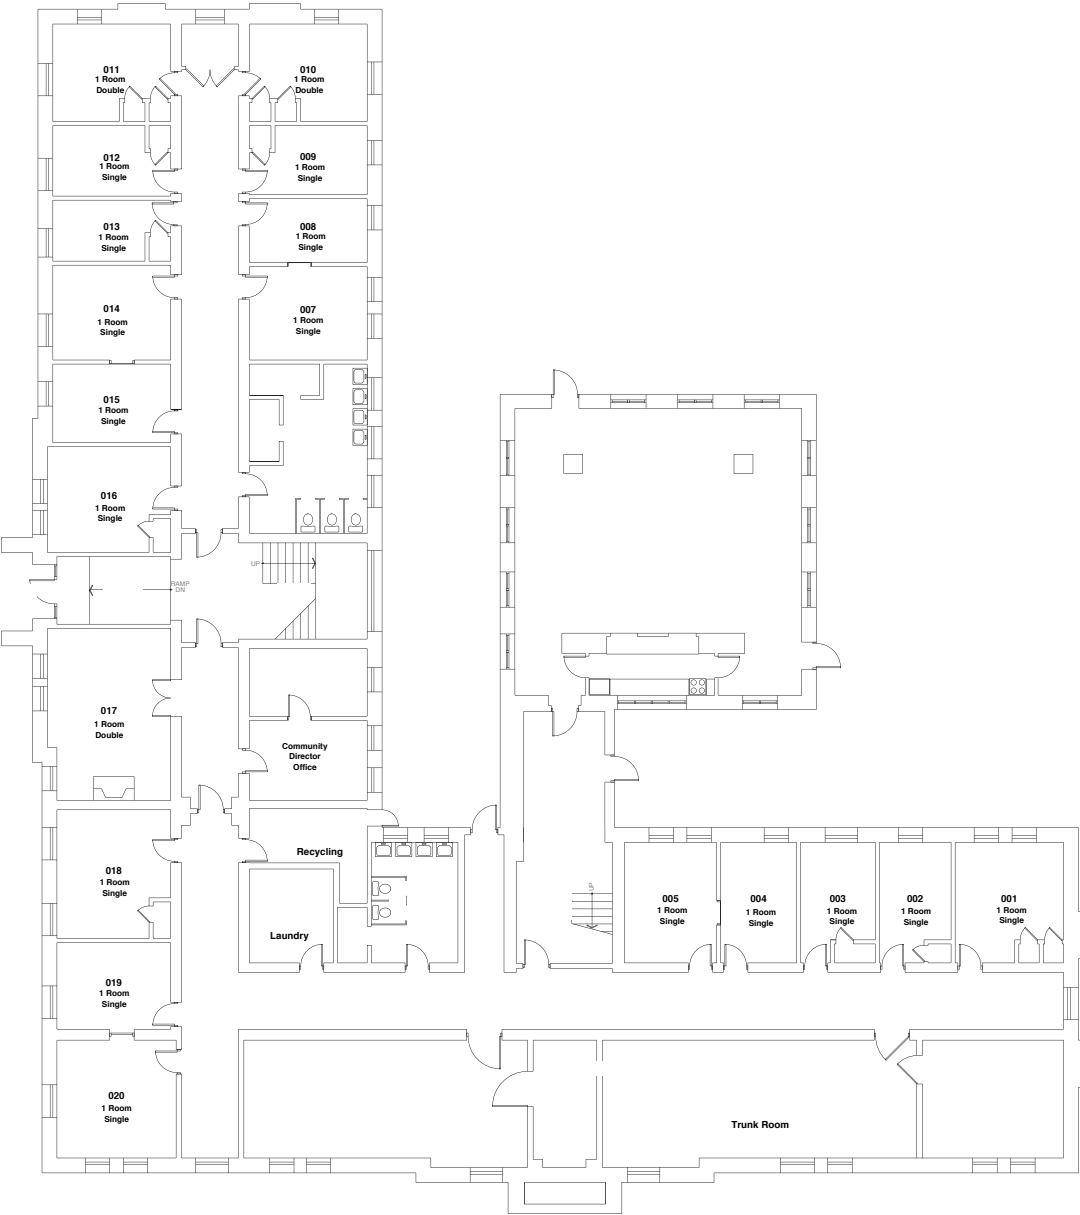 011
1 Room
Double
010
1 Room
Double
012
1 Room
Single
009
1 Room
Single
013
1 Room
Single
008
1 Room
Single
014
1 Room
Single
007
1 Room
Single
015
1 Room
Single
016
1 Room
Single
UP
RAMP
DN
017
1 Room
Double
Community
Director
Office
Recycling
018
1 Room
Single
Laundry
UP
005
1 Room
Single
004
1 Room
Single
003
1 Room
Single
002
1 Room
Single
001
1 Room
Single
019
1 Room
Single
020
1 Room
Single
Trunk Room